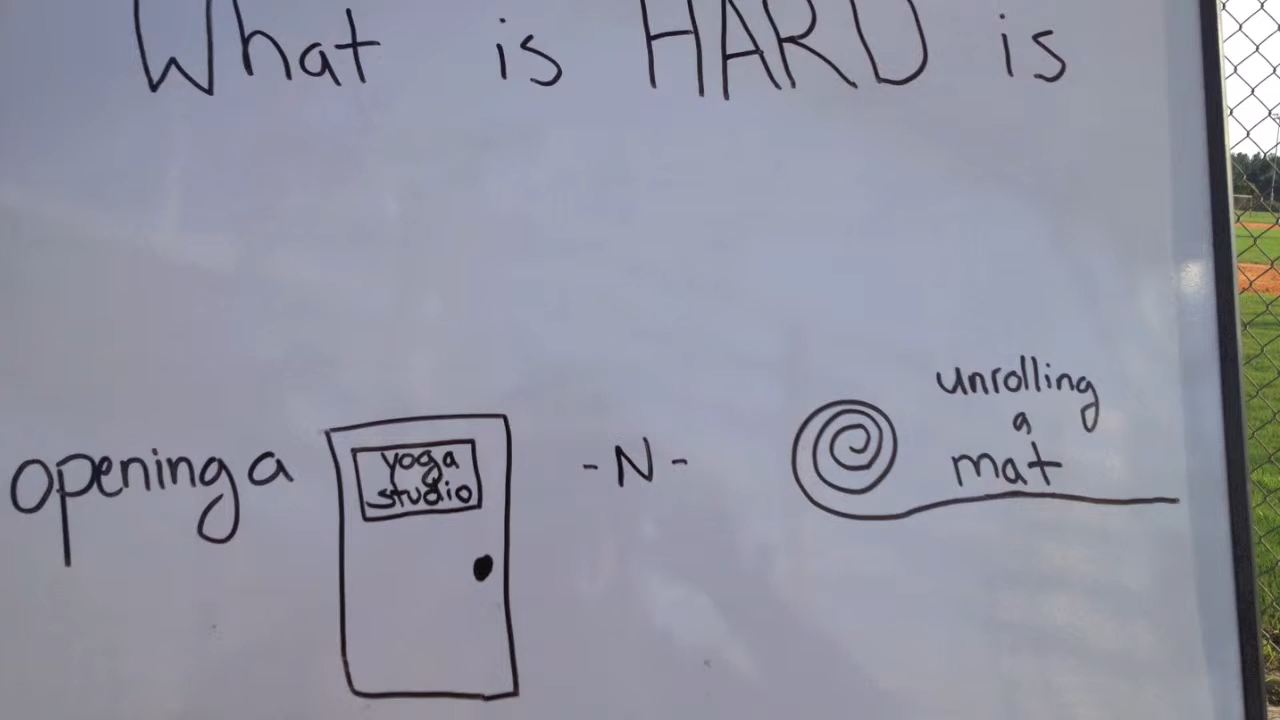 What is HARD is
opening a
yoga
studio
-N-
unrolling
a
mat